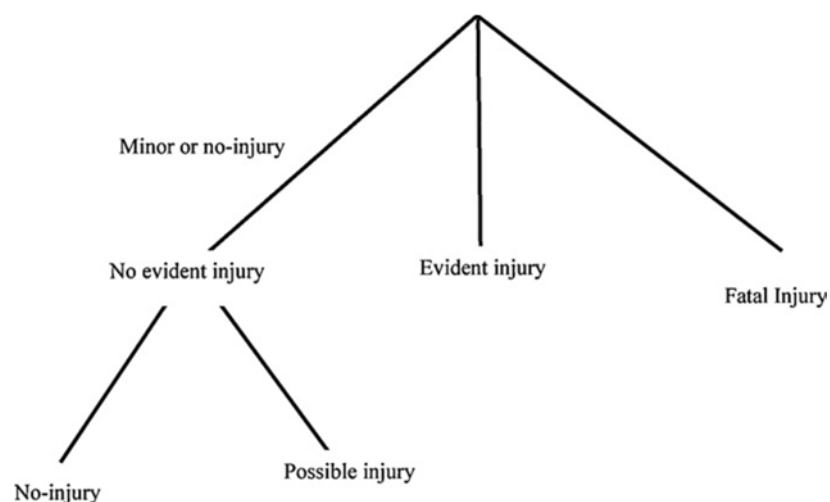 Minor or no-injury
No evident injury
Evident injury
Fatal Injury
No-injury
Possible injury